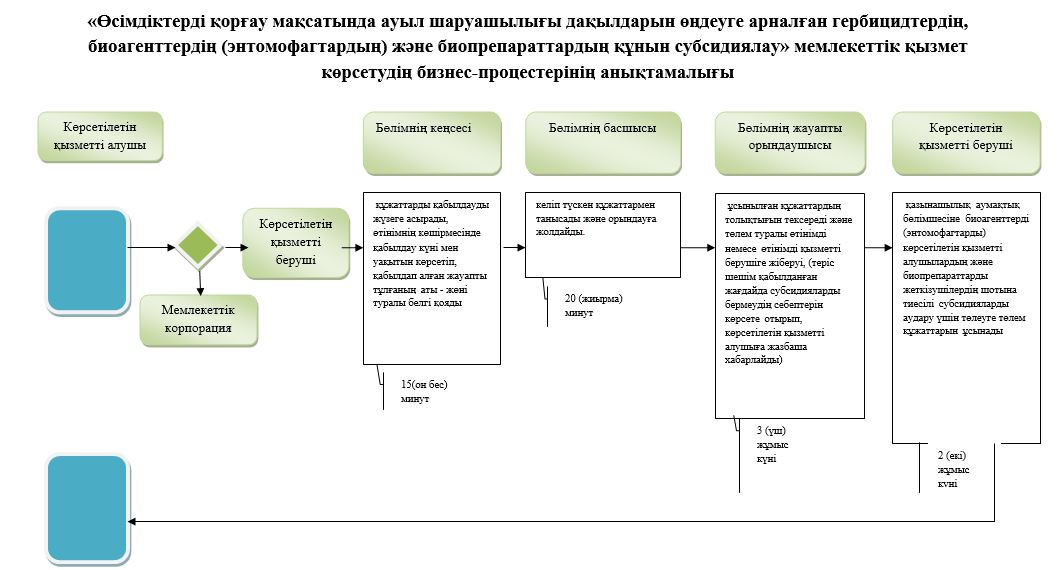 «Өсімдіктерді қорғау мақсатында ауыл шаруашылығы дақылдарын өңдеуге арналған гербицидтердің,
биоагенттердің (энтомофагтардың) және биопрепараттардың құнын субсидиялау» мемлекеттік қызмет
көрсетудің бизнес-процестерінің анықтамалығы
Көрсетілетін
қызметті алушы
Бөлімнің кеңсесі
Бөлімнің басшысы
Бөлімнің жауапты
орындаушысы
Көрсетілетін
қызметті беруші
Көрсетілетін
қызметті
беруші
Мемлекеттік
корпорация
құжаттарды қабылдауды
жүзеге асырады,
өтінімнің көшірмесінде
қабылдау күні мен
уақытын көрсетіп,
қабылдап алған жауапты
тұлғаның аты - жөні
туралы белгі қояды
15(он бес)
минут
келіп түскен құжаттармен
танысады және орындауға
жолдайды.
20 (жиырма)
минут
ұсынылған құжаттардың
толықтығын тексереді және
төлем туралы өтінімді
немесе өтінімді қызметті
берушіге жіберуі, (теріс
шешім қабылданған
жағдайда субсидияларды
бермеудің себептерін
көрсете отырып,
көрсетілетін қызметті
алушыға жазбаша
хабарлайды)
3 (үш)
жұмыс
күні
қазынашылық аумақтық
бөлімшесіне биоагенттерді
(энтомофагтарды)
көрсетілетін қызметті
алушылардың және
биопрепараттарды
жеткізушілердің шотына
тиесілі субсидияларды
аудару үшін төлеуге төлем
құжаттарын ұсынады
2 (екі)
жұмыс
күні